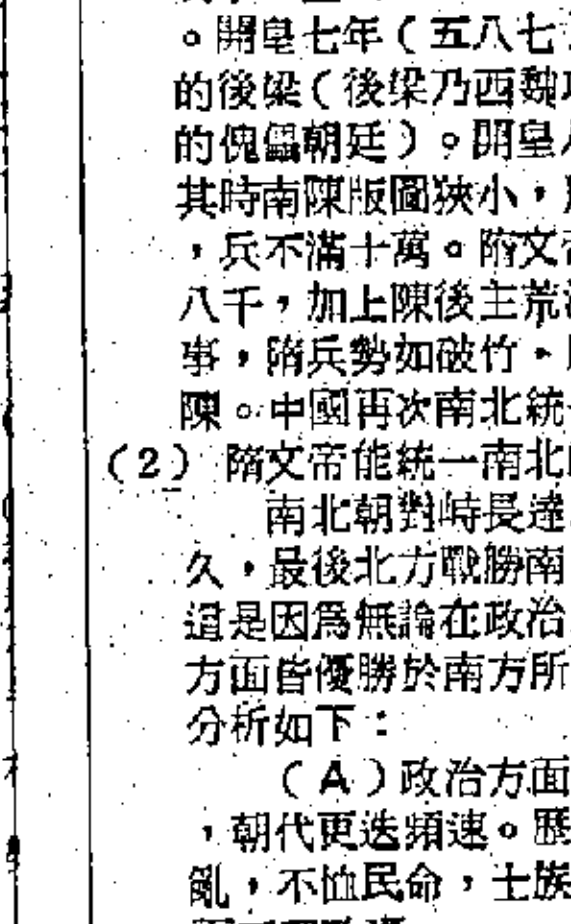 。開皇七年（五八七
的後梁（後梁乃西魏
的傀儡朝廷）。開皇
其時南陳版圖狹小，
，兵不滿十萬。隋文帝
八千，加上陳後主荒淫
事，隋兵勢如破竹，
陳。中國再次南北統
（2）隋文帝能統一南北
南北朝對峙長達
久，最後北方戰勝南
這是因爲無論在政治
方面皆優勝於南方所
分析如下：
（A）政治方面
，朝代更迭頻速。歷
亂，不恤民命，士族